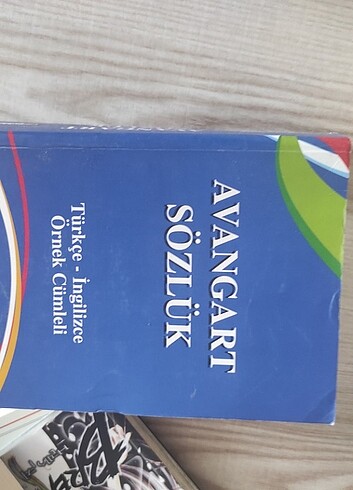 AVANGART
SÖZLÜK
Türkçe - İngilizce
Örnek Cümleli